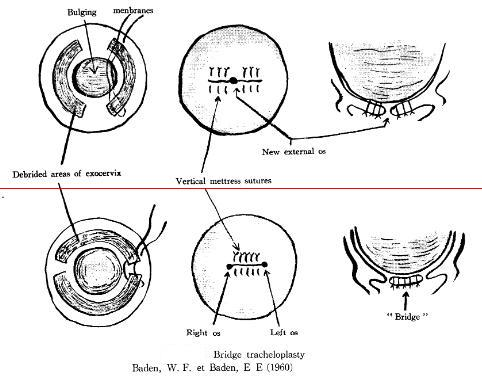 Bulging menbranes
New external os
Debrided areas of exocervix
Vertical mettress sutures
Right os Left os
" Bridge "
Bridge tracheloplasty
Baden, W. F. et Baden, E E (1960)